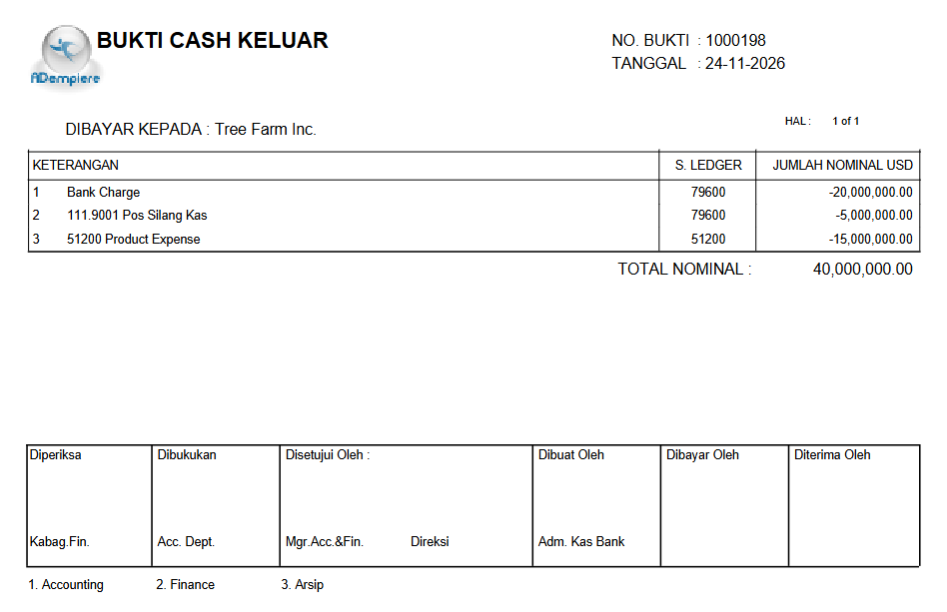 BUKTI CASH KELUAR
NO. BUKTI : 1000198
TANGGAL : 24-11-2026
ADempiere
DIBAYAR KEPADA : Tree Farm Inc.
HAL : 1 of 1
KETERANGAN S. LEDGER JUMLAH NOMINAL USD
1 Bank Charge 79600 -20,000,000.00
2 111.9001 Pos Silang Kas 79600 -5,000,000.00
3 51200 Product Expense 51200 -15,000,000.00
TOTAL NOMINAL : 40,000,000.00
Diperiksa Dibukukan Disetujui Oleh : Dibuat Oleh Dibayar Oleh Diterima Oleh
Kabag.Fin. Acc. Dept. Mgr.Acc.&Fin. Direksi Adm. Kas Bank
1. Accounting 2. Finance 3. Arsip